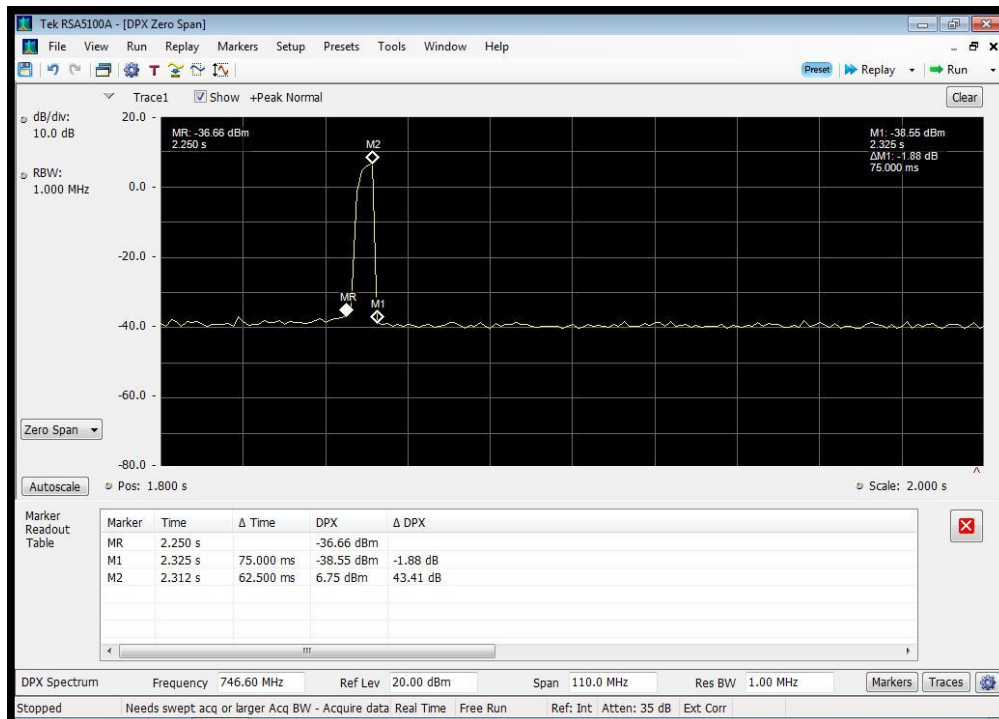 Tek RSA5100A - [DPX Zero Span]
File View Run Replay Markers Setup Presets Tools Window Help
Preset Replay Run
Trace1 Show +Peak Normal Clear
dB/div:
10.0 dB
RBW:
1.000 MHz
20.0
0.0
-20.0
-40.0
-60.0
-80.0
MR: -36.66 dBm
2.250 s
M1: -38.55 dBm
2.325 s
ΔM1: -1.88 dB
75.000 ms
M2
MR
M1
Zero Span
Autoscale Pos: 1.800 s Scale: 2.000 s
Marker
Readout
Table
Marker Time Δ Time DPX Δ DPX
MR 2.250 s -36.66 dBm
M1 2.325 s 75.000 ms -38.55 dBm -1.88 dB
M2 2.312 s 62.500 ms 6.75 dBm 43.41 dB
DPX Spectrum Frequency 746.60 MHz Ref Lev 20.00 dBm Span 110.0 MHz Res BW 1.00 MHz Markers Traces
Stopped Needs swept acq or larger Acq BW - Acquire data Real Time Free Run Ref: Int Atten: 35 dB Ext Corr